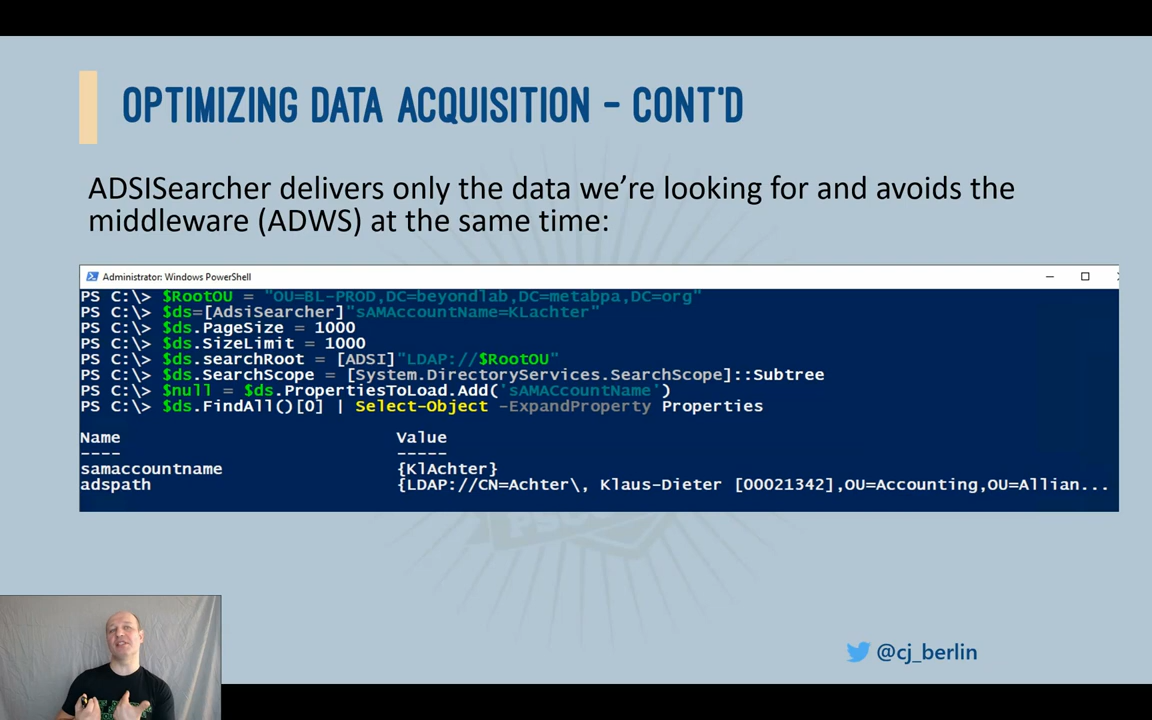 OPTIMIZING DATA ACQUISITION - CONT'D
ADSISearcher delivers only the data we’re looking for and avoids the
middleware (ADWS) at the same time:
Administrator: Windows PowerShell
PS C:\> $RootOU = "OU=BL-PROD,DC=beyondlab,DC=metabpa,DC=org"
PS C:\> $ds=[AdsiSearcher]"sAMAccountName=KLachter"
PS C:\> $ds.PageSize = 1000
PS C:\> $ds.SizeLimit = 1000
PS C:\> $ds.searchRoot = [ADSI]"LDAP://$RootOU"
PS C:\> $ds.SearchScope = [System.DirectoryServices.SearchScope]::Subtree
PS C:\> $null = $ds.PropertiesToLoad.Add('sAMACcountName')
PS C:\> $ds.FindAll()[0] | Select-Object -ExpandProperty Properties
Name Value
---- -----
samaccountname {KlAchter}
adspath {LDAP://CN=Achter\, Klaus-Dieter [00021342],OU=Accounting,OU=Allian...
@cj_berlin